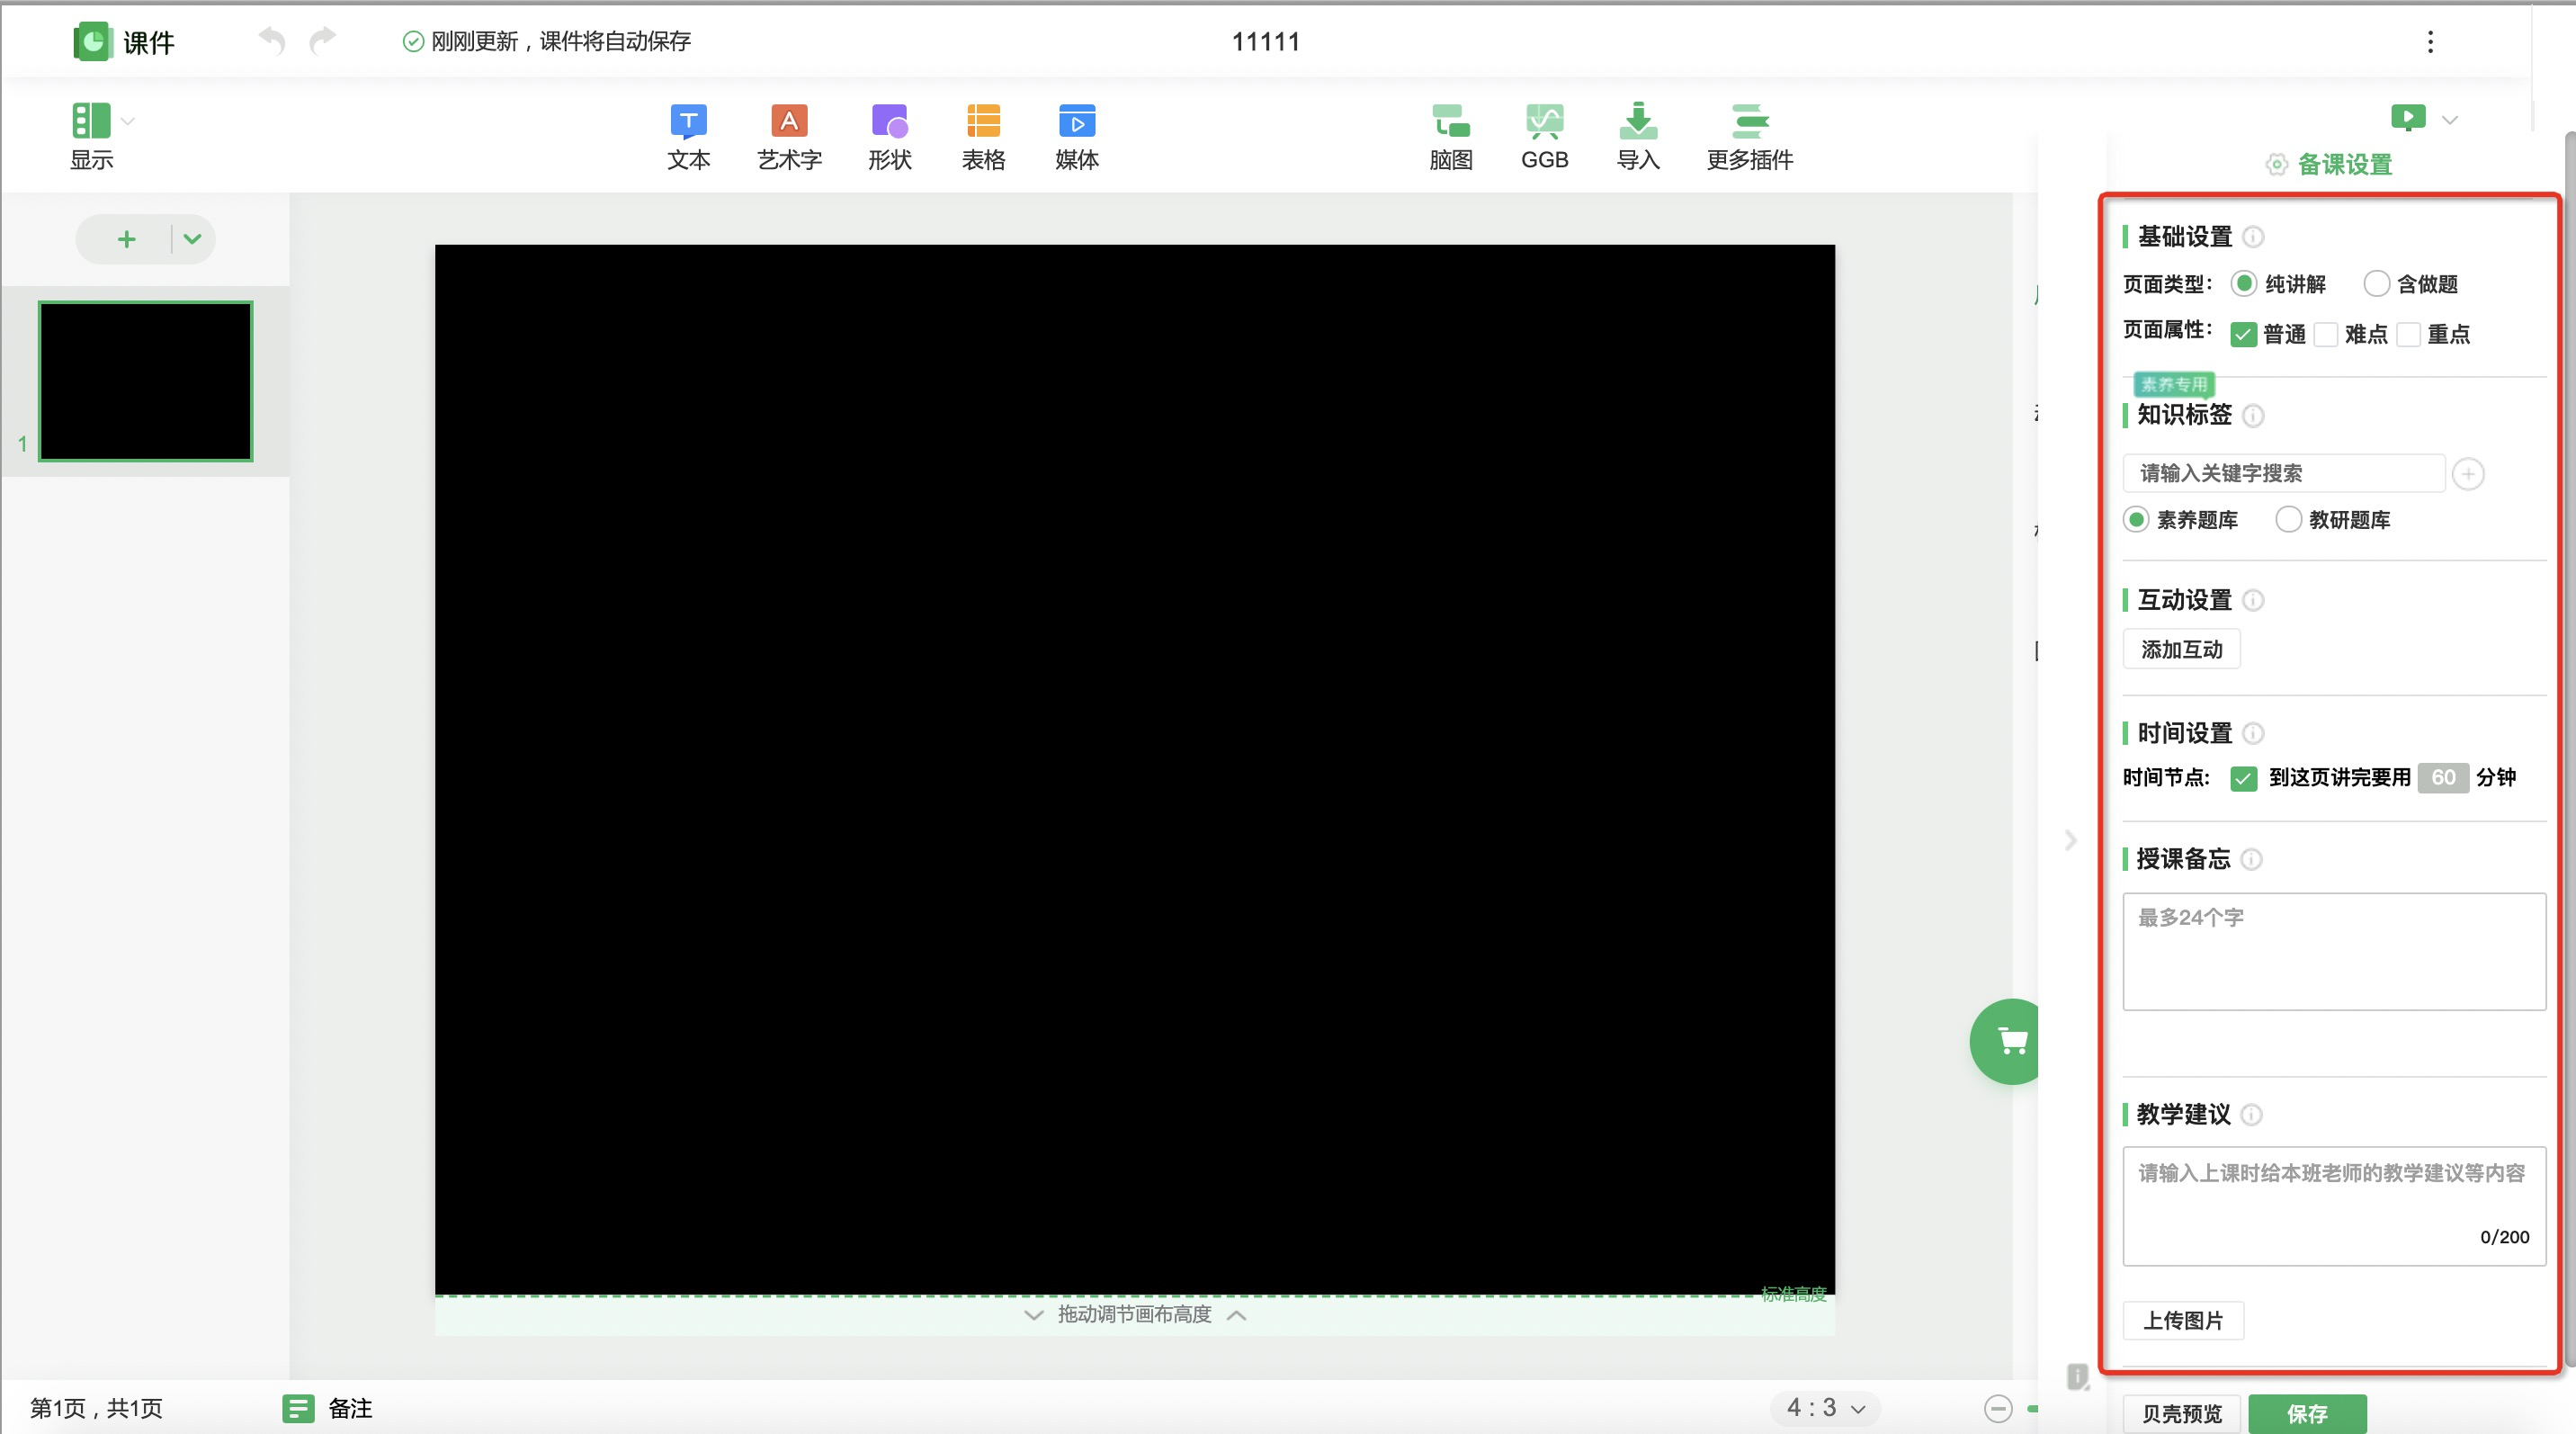 课件
刚刚更新，课件将自动保存
11111
显示
文本
艺术字
形状
表格
媒体
脑图
GGB
导入
更多插件
备课设置
基础设置
页面类型： 纯讲解 含做题
页面属性： 普通 难点 重点
素养专用
知识标签
请输入关键字搜索
素养题库 教研题库
互动设置
添加互动
时间设置
时间节点: 到这页讲完要用 60 分钟
授课备忘
最多24个字
教学建议
请输入上课时给本班老师的教学建议等内容
0/200
上传图片
1
标准高度
拖动调节画布高度
第1页，共1页
备注
4 : 3
贝壳预览
保存